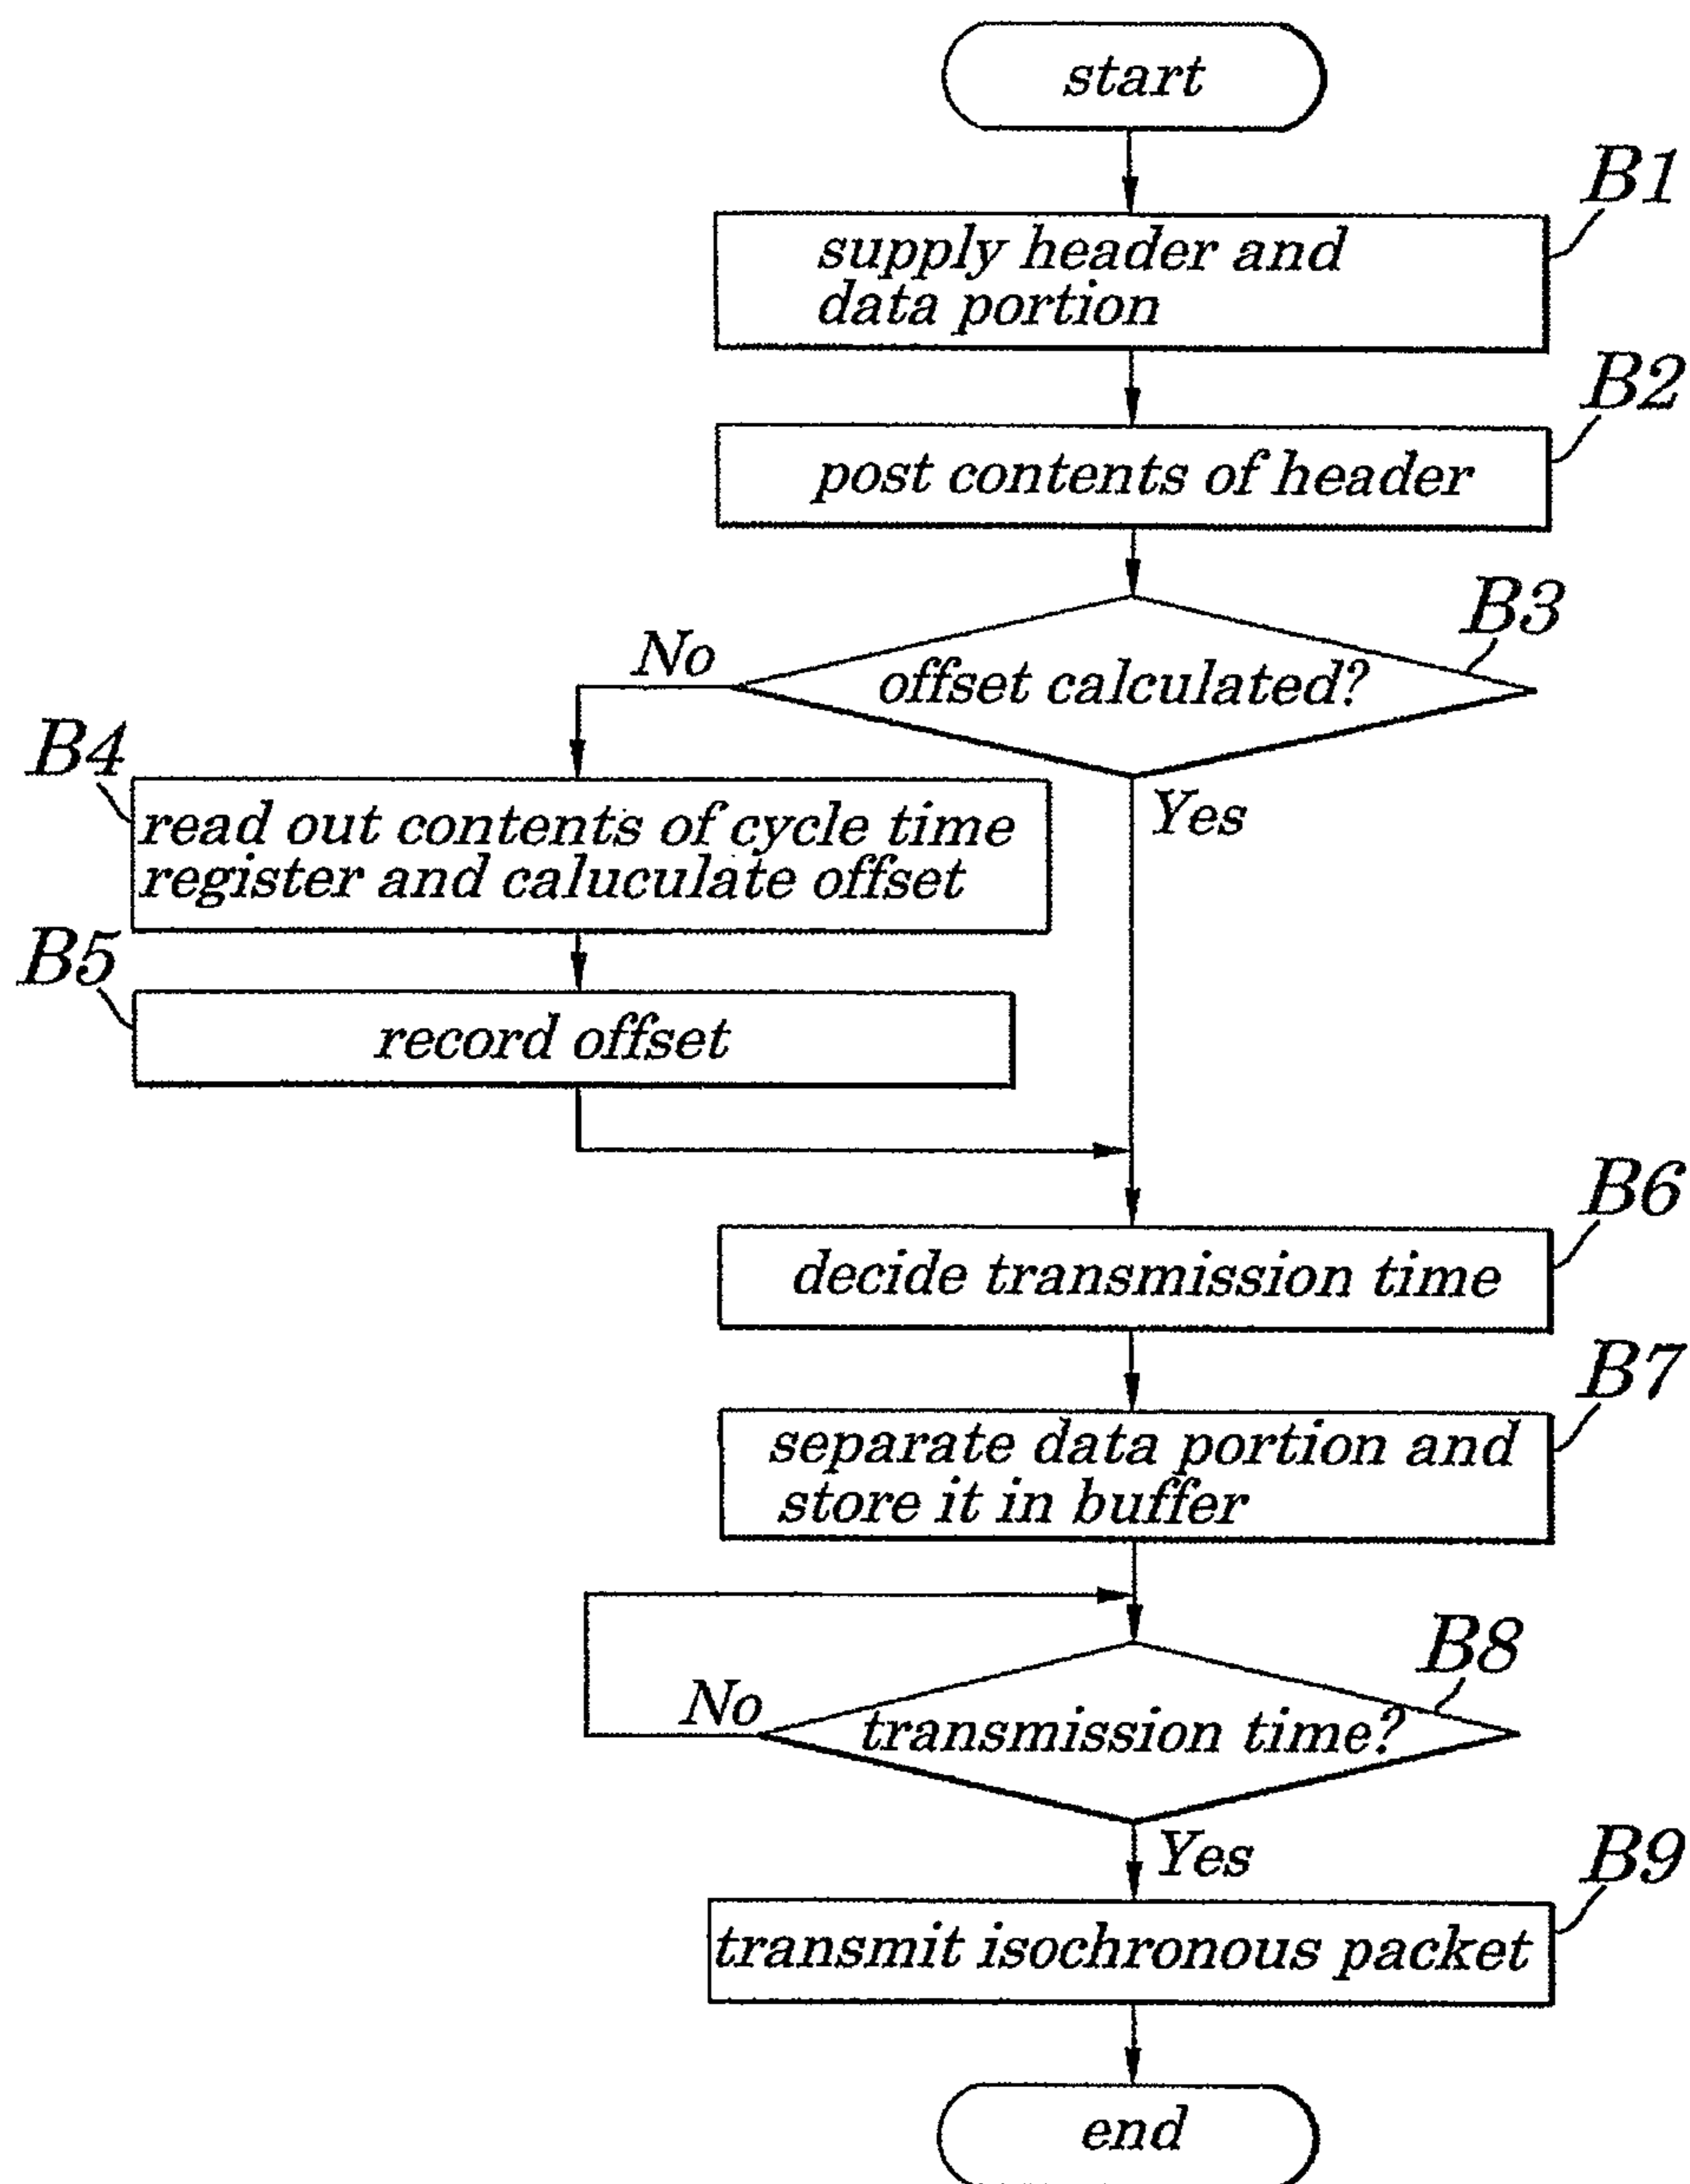 start
B1
supply header and
data portion
B2
post contents of header
B3
No
offset calculated?
Yes
B4
read out contents of cycle time
register and caluculate offset
B5
record offset
B6
decide transmission time
B7
separate data portion and
store it in buffer
B8
No
transmission time?
Yes
B9
transmit isochronous packet
end